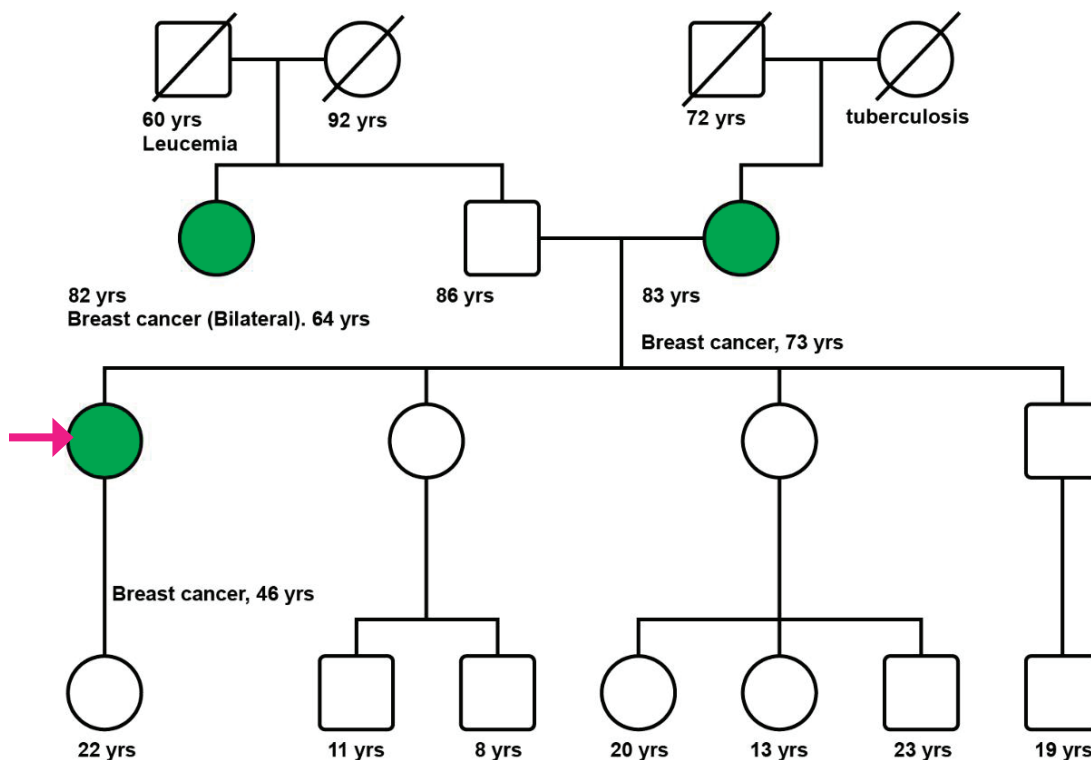 60 yrs
Leucemia
92 yrs
72 yrs
tuberculosis
82 yrs
Breast cancer (Bilateral). 64 yrs
86 yrs
83 yrs
Breast cancer, 73 yrs
Breast cancer, 46 yrs
22 yrs
11 yrs
8 yrs
20 yrs
13 yrs
23 yrs
19 yrs